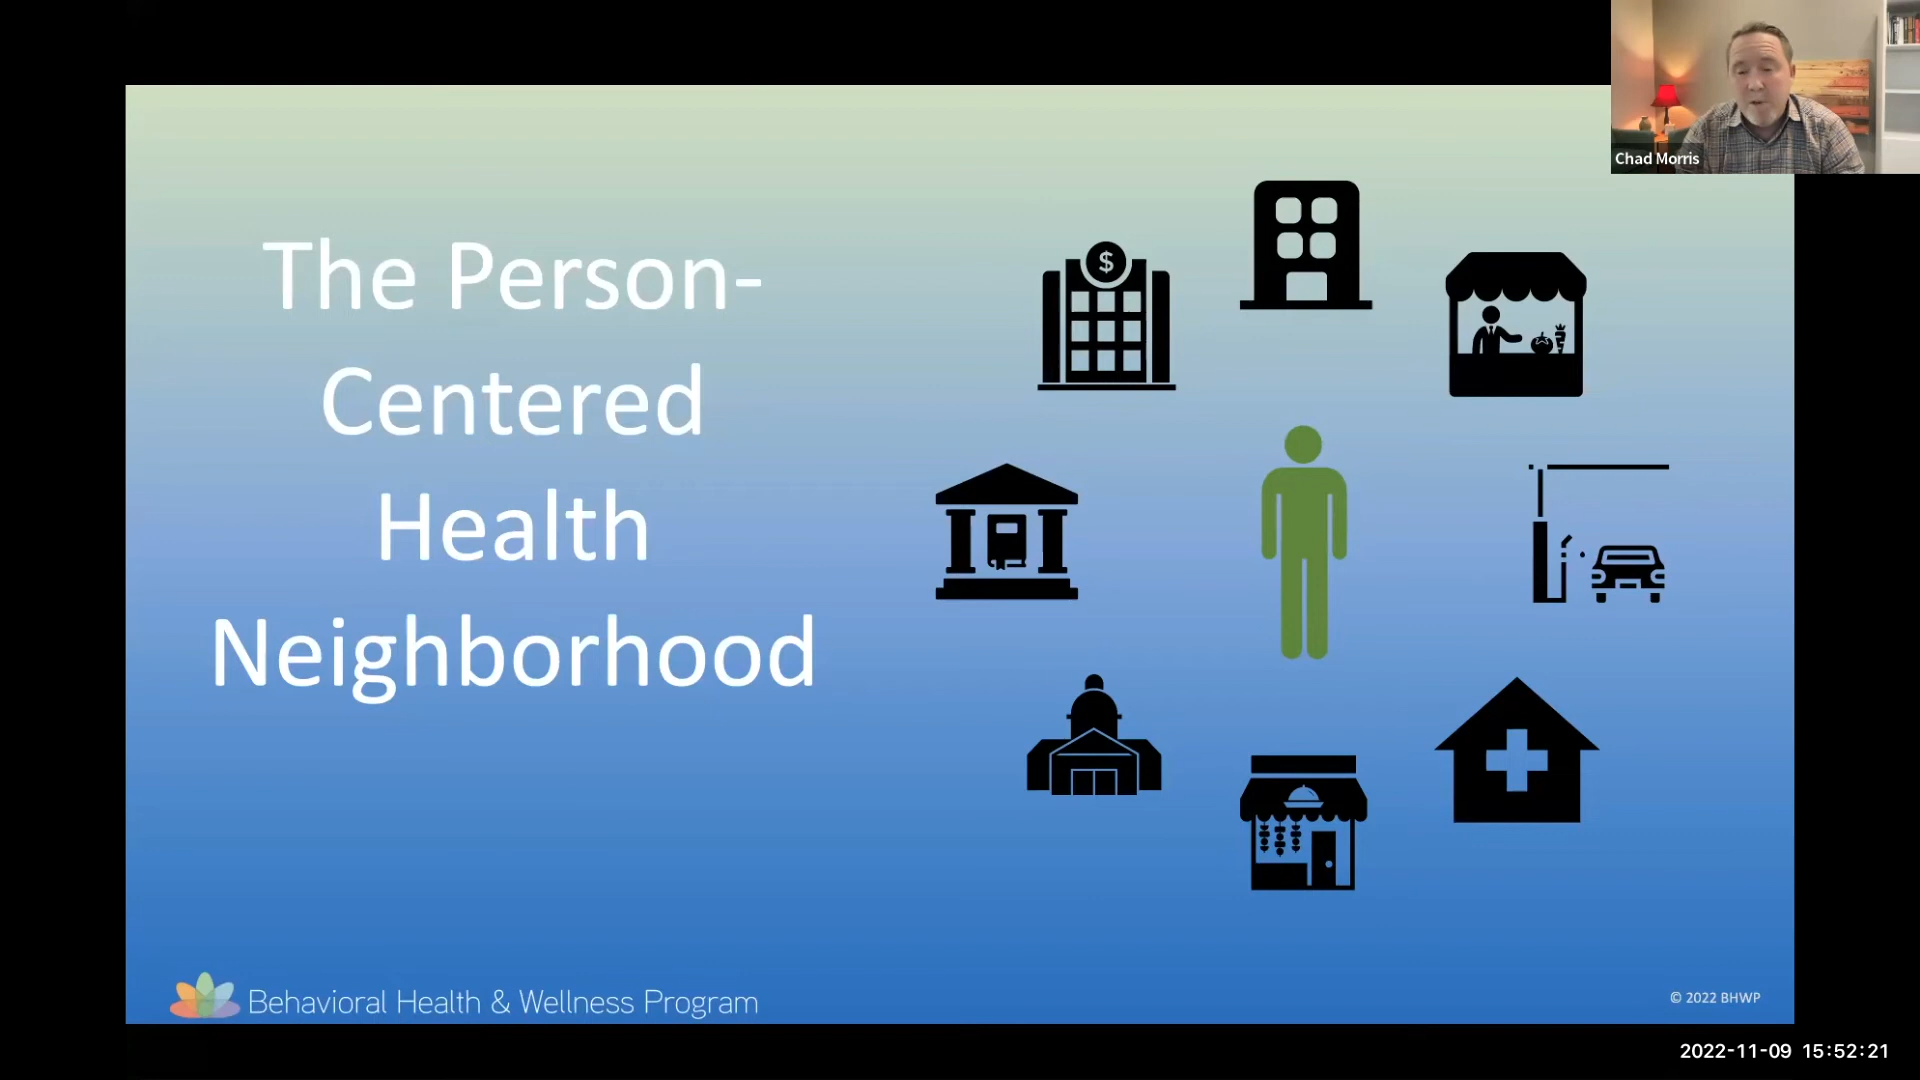 Chad Morris
The Person-
Centered
Health
Neighborhood
$
Behavioral Health & Wellness Program
© 2022 BHWP
2022-11-09 15:52:21